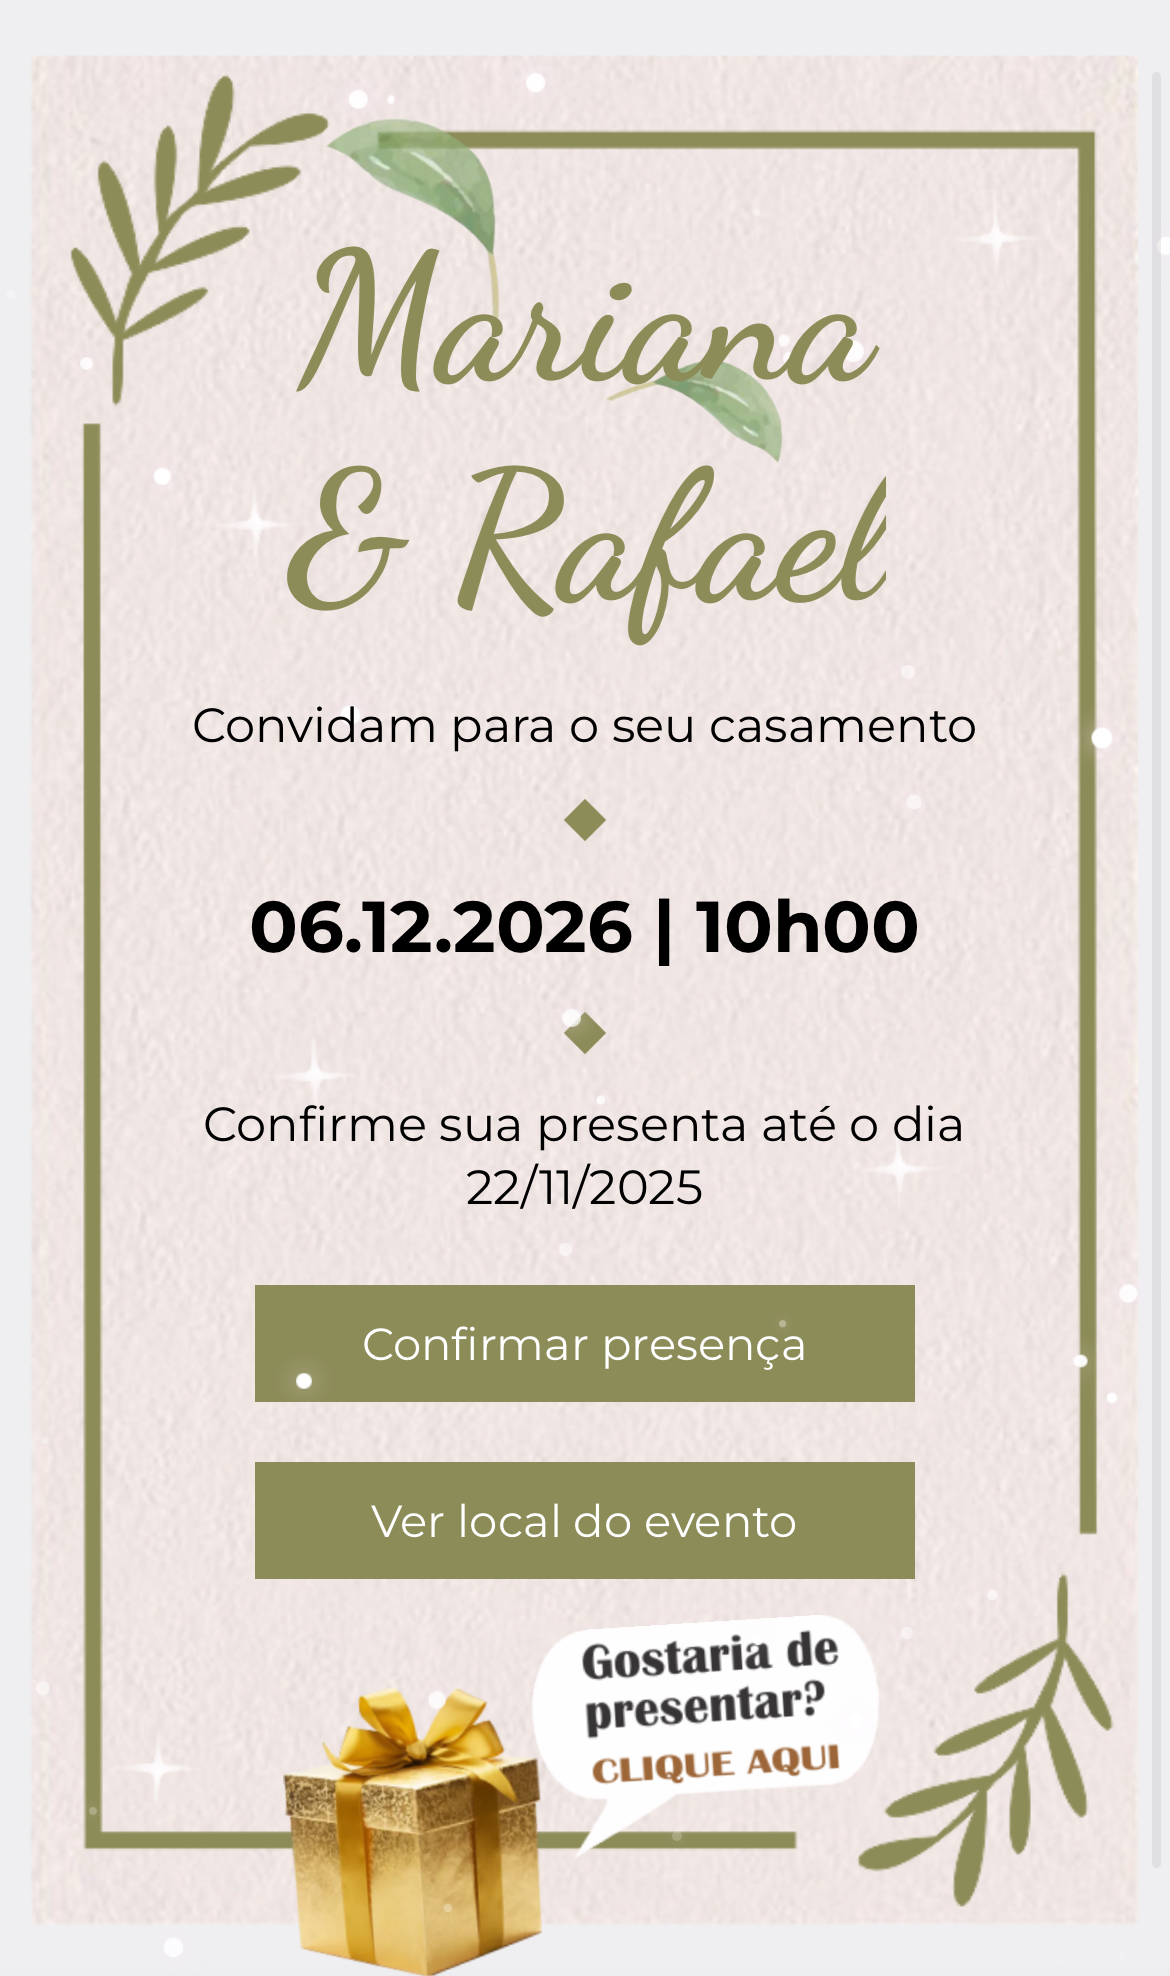 Mariana
& Rafael
Convidam para o seu casamento
06.12.2026 | 10h00
Confirme sua presenta até o dia
22/11/2025
Confirmar presença
Ver local do evento
Gostaria de
presentar?
CLIQUE AQUI